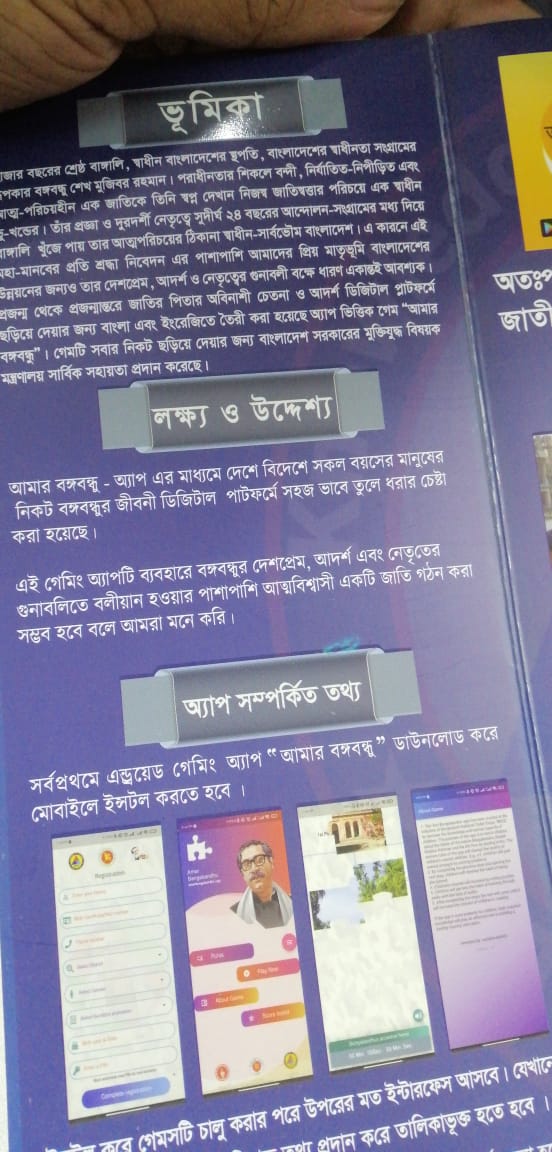 ভূমিকা
হাজার বছরের শ্রেষ্ঠ বাঙ্গালি, স্বাধীন বাংলাদেশের স্থপতি, বাংলাদেশের স্বাধীনতা সংগ্রামের
রূপকার বঙ্গবন্ধু শেখ মুজিবর রহমান। পরাধীনতার শিকলে বন্দী, নির্যাতিত-নিপীড়িত এবং
আত্ম-পরিচয়হীন এক জাতিকে তিনি স্বপ্ন দেখান নিজস্ব জাতিস্বত্তার পরিচয়ে এক স্বাধীন
ভূ-খন্ডের। তাঁর প্রজ্ঞা ও দূরদর্শী নেতৃত্বে সুদীর্ঘ ২৪ বছরের আন্দোলন-সংগ্রামের মধ্য দিয়ে
বাঙ্গালি খুঁজে পায় তার আত্মপরিচয়ের ঠিকানা স্বাধীন-সার্বভৌম বাংলাদেশ। এ কারনে এই
মহা-মানবের প্রতি শ্রদ্ধা নিবেদন এর পাশাপাশি আমাদের প্রিয় মাতৃভূমি বাংলাদেশের
উন্নয়নের জন্যও তার দেশপ্রেম, আদর্শ ও নেতৃত্বের গুনাবলী বক্ষে ধারণ একান্তই আবশ্যক।
প্রজন্ম থেকে প্রজন্মান্তরে জাতির পিতার অবিনাশী চেতনা ও আদর্শ ডিজিটাল প্লাটফর্মে
ছড়িয়ে দেয়ার জন্য বাংলা এবং ইংরেজিতে তৈরী করা হয়েছে অ্যাপ ভিত্তিক গেম “আমার
বঙ্গবন্ধু”। গেমটি সবার নিকট ছড়িয়ে দেয়ার জন্য বাংলাদেশ সরকারের মুক্তিযুদ্ধ বিষয়ক
মন্ত্রণালয় সার্বিক সহায়তা প্রদান করেছে।
লক্ষ্য ও উদ্দেশ্য
আমার বঙ্গবন্ধু - অ্যাপ এর মাধ্যমে দেশে বিদেশে সকল বয়সের মানুষের
নিকট বঙ্গবন্ধুর জীবনী ডিজিটাল পাটফর্মে সহজ ভাবে তুলে ধরার চেষ্টা
করা হয়েছে।
এই গেমিং অ্যাপটি ব্যবহারে বঙ্গবন্ধুর দেশপ্রেম, আদর্শ এবং নেতৃতের
গুনাবলিতে বলীয়ান হওয়ার পাশাপাশি আত্মবিশ্বাসী একটি জাতি গঠন করা
সম্ভব হবে বলে আমরা মনে করি।
অ্যাপ সম্পর্কিত তথ্য
সর্বপ্রথমে এন্ড্রয়েড গেমিং অ্যাপ “আমার বঙ্গবন্ধু” ডাউনলোড করে
মোবাইলে ইন্সটল করতে হবে ।
Registration
Complete registration
Amar
Bangabandhu
Rules
Play Now
About Game
Score board
About Game
করে গেমসটি চালু করার পরে উপরের মত ইন্টারফেস আসবে। যেখানে
তথ্য প্রদান করে তালিকাভূক্ত হতে হবে ।
জাতী